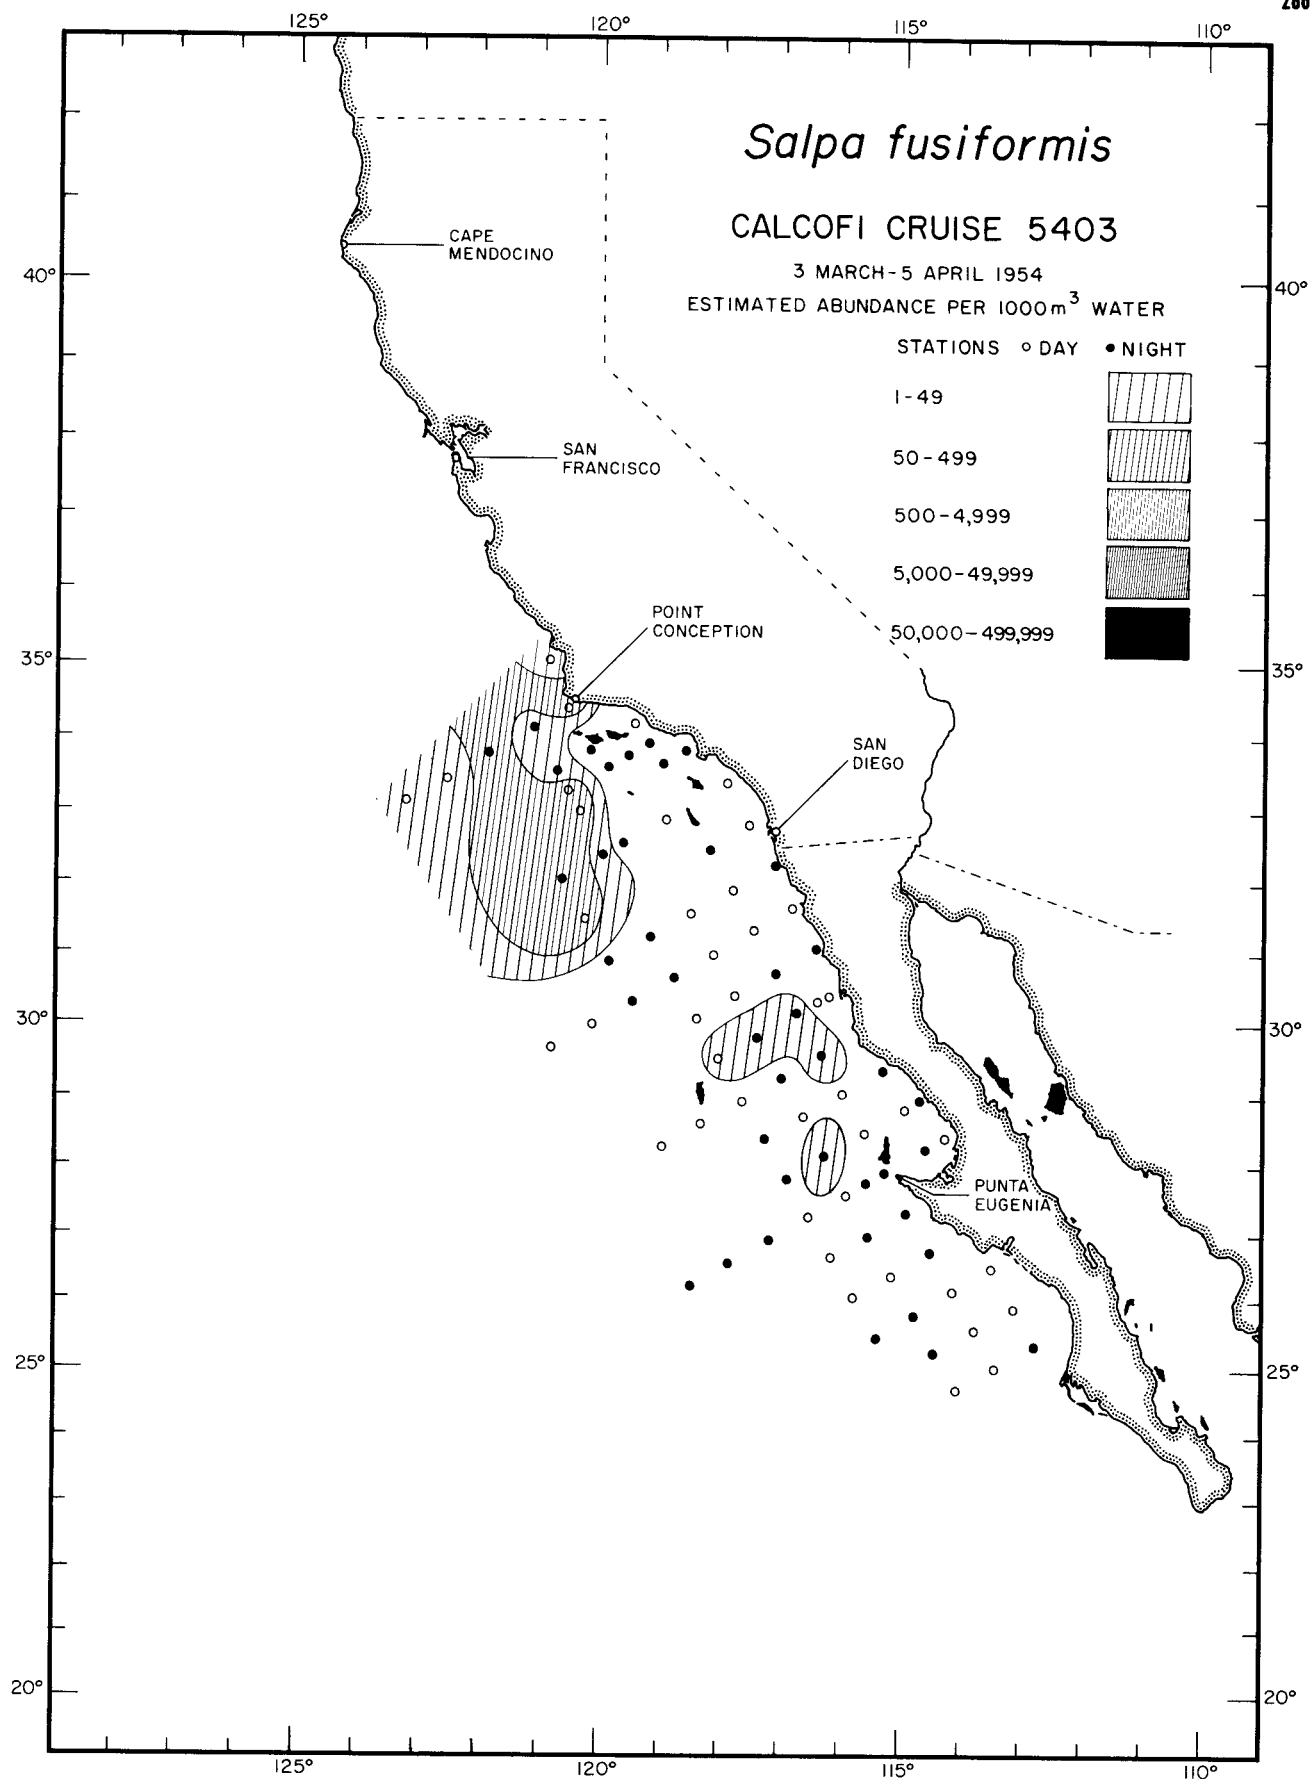 125°
120°
115°
110°
Salpa fusiformis
CALCOFI CRUISE 5403
3 MARCH-5 APRIL 1954
ESTIMATED ABUNDANCE PER 1000m³ WATER
STATIONS ○ DAY ● NIGHT
1-49
50-499
500-4,999
5,000-49,999
50,000-499,999
CAPE
MENDOCINO
40°
40°
SAN
FRANCISCO
POINT
CONCEPTION
35°
35°
SAN
DIEGO
30°
30°
PUNTA
EUGENIA
25°
25°
20°
20°
125°
120°
115°
110°